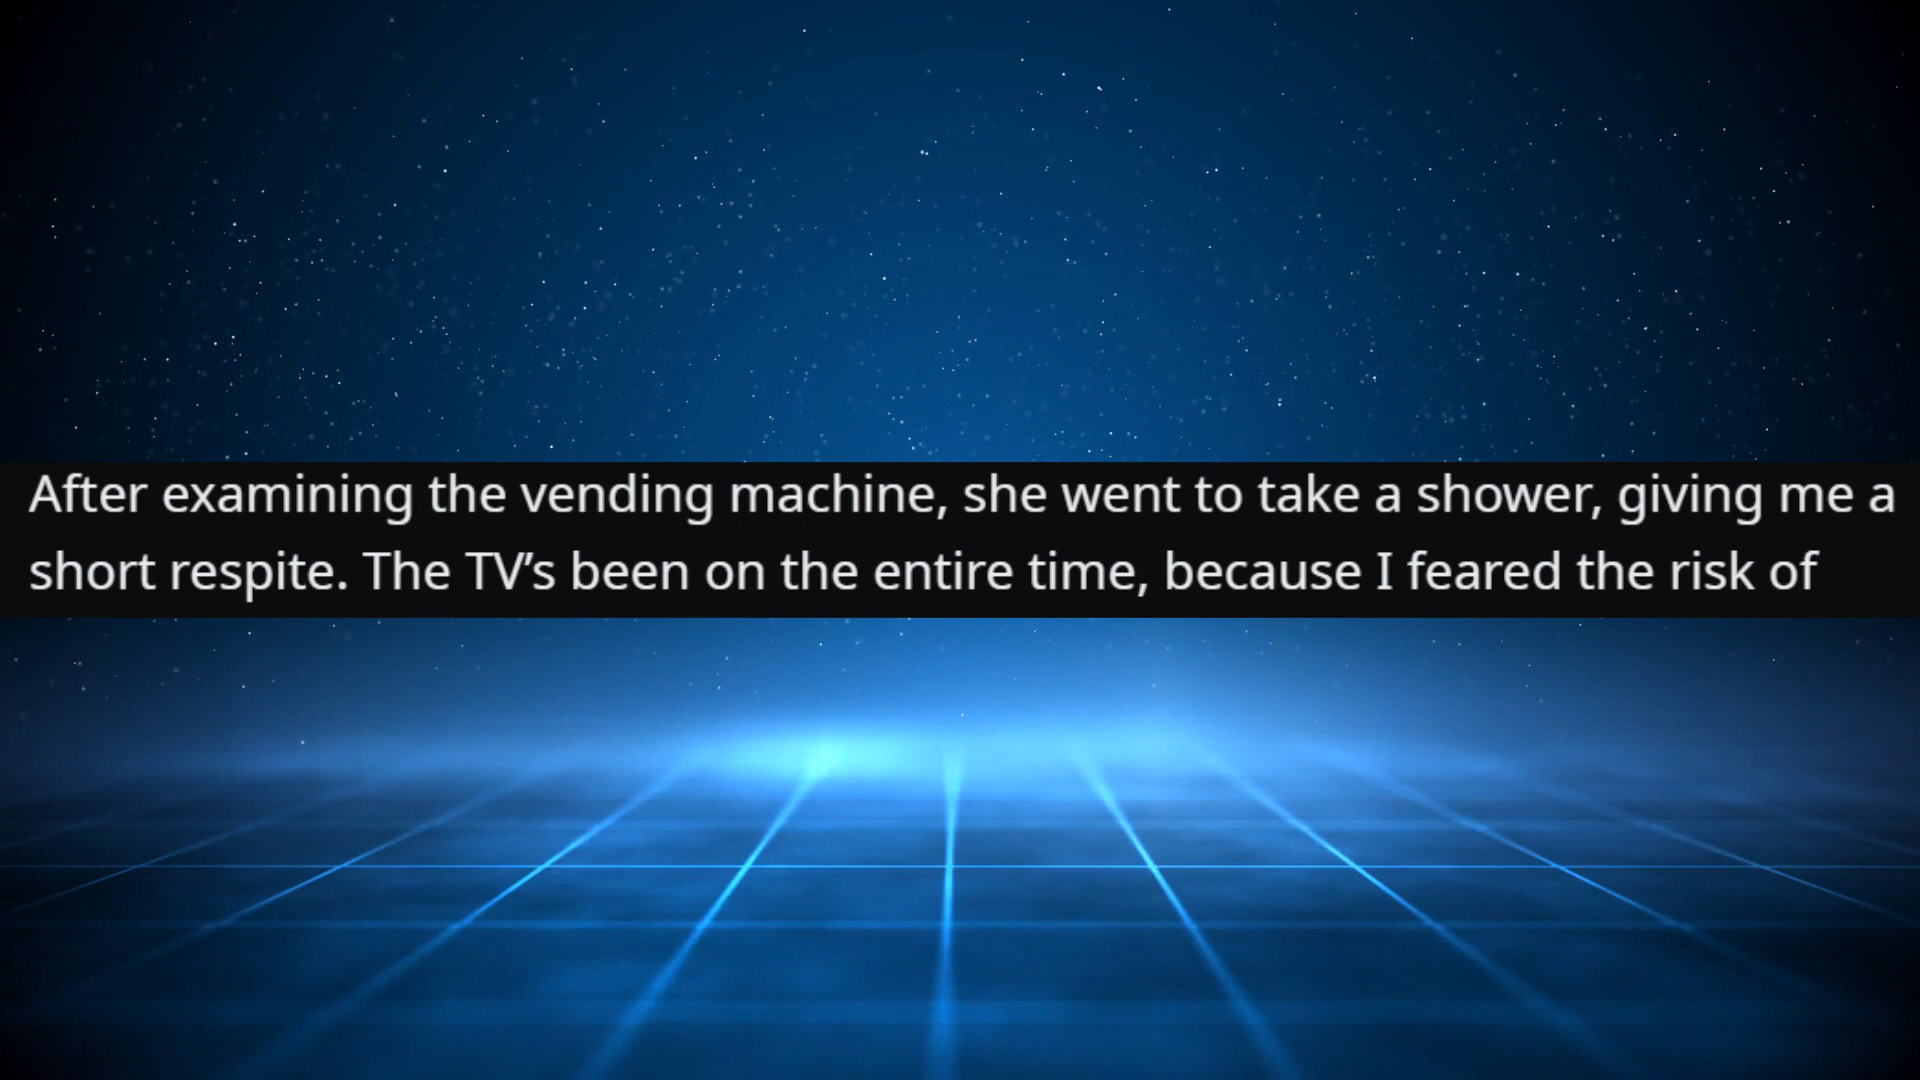 After examining the vending machine, she went to take a shower, giving me a
short respite. The TV’s been on the entire time, because I feared the risk of